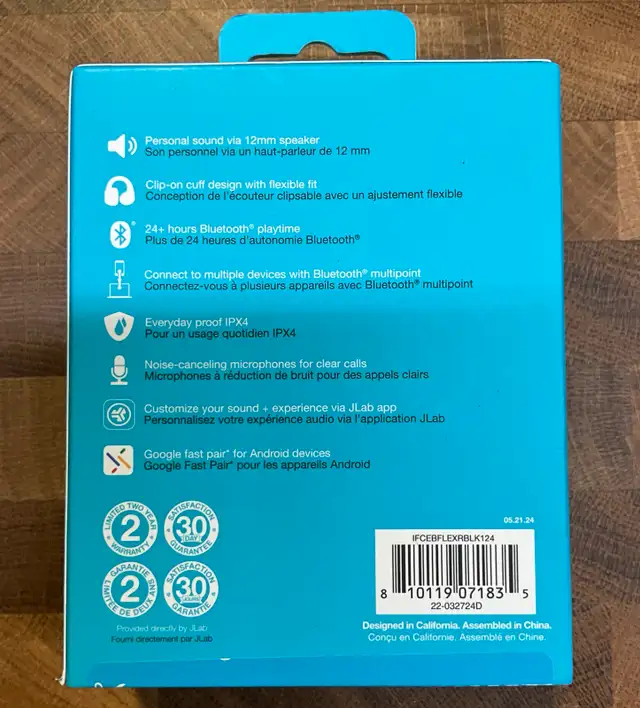 Personal sound via 12mm speaker
Son personnel via un haut-parleur de 12 mm
Clip-on cuff design with flexible fit
Conception de l'écouteur clipsable avec un ajustement flexible
24+ hours Bluetooth® playtime
Plus de 24 heures d'autonomie Bluetooth®
Connect to multiple devices with Bluetooth® multipoint
Connectez-vous à plusieurs appareils avec Bluetooth® multipoint
Everyday proof IPX4
Pour un usage quotidien IPX4
Noise-canceling microphones for clear calls
Microphones à réduction de bruit pour des appels clairs
Customize your sound + experience via JLab app
Personnalisez votre expérience audio via l'application JLab
Google fast pair* for Android devices
Google Fast Pair* pour les appareils Android
LIMITED TWO YEAR
2
WARRANTY
SATISFACTION
30
DAY
GUARANTEE
GARANTIE SANS
2
LIMITÉE DE DEUX ANS
SATISFACTION
30
JOURS
GARANTIE
Provided directly by JLab
Fourni directement par JLab
05.21.24
IFCEBFLEXRBLK124
8 10119 07183 5
22-032724D
Designed in California. Assembled in China.
Conçu en Californie. Assemblé en Chine.